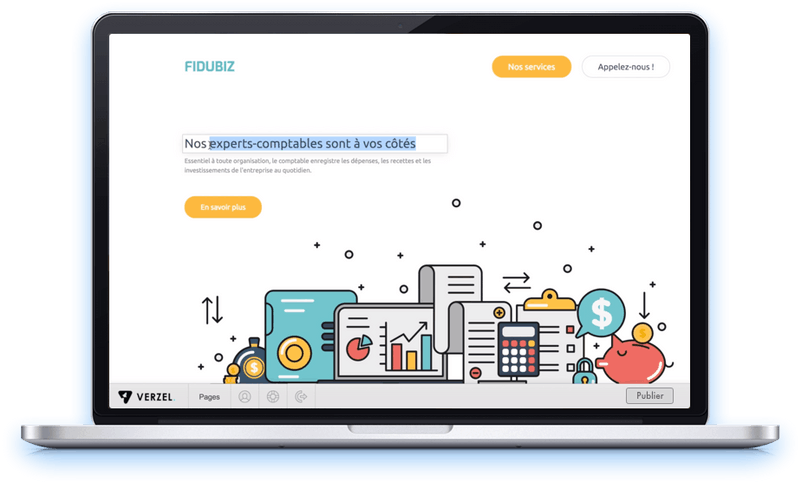 FIDUBIZ
Nos services
Appelez-nous !
Nos experts-comptables sont à vos côtés
Essentiel à toute organisation, le comptable enregistre les dépenses, les recettes et les
investissements de l'entreprise au quotidien.
En savoir plus
$
$
$
VERZEL
Pages
Publier